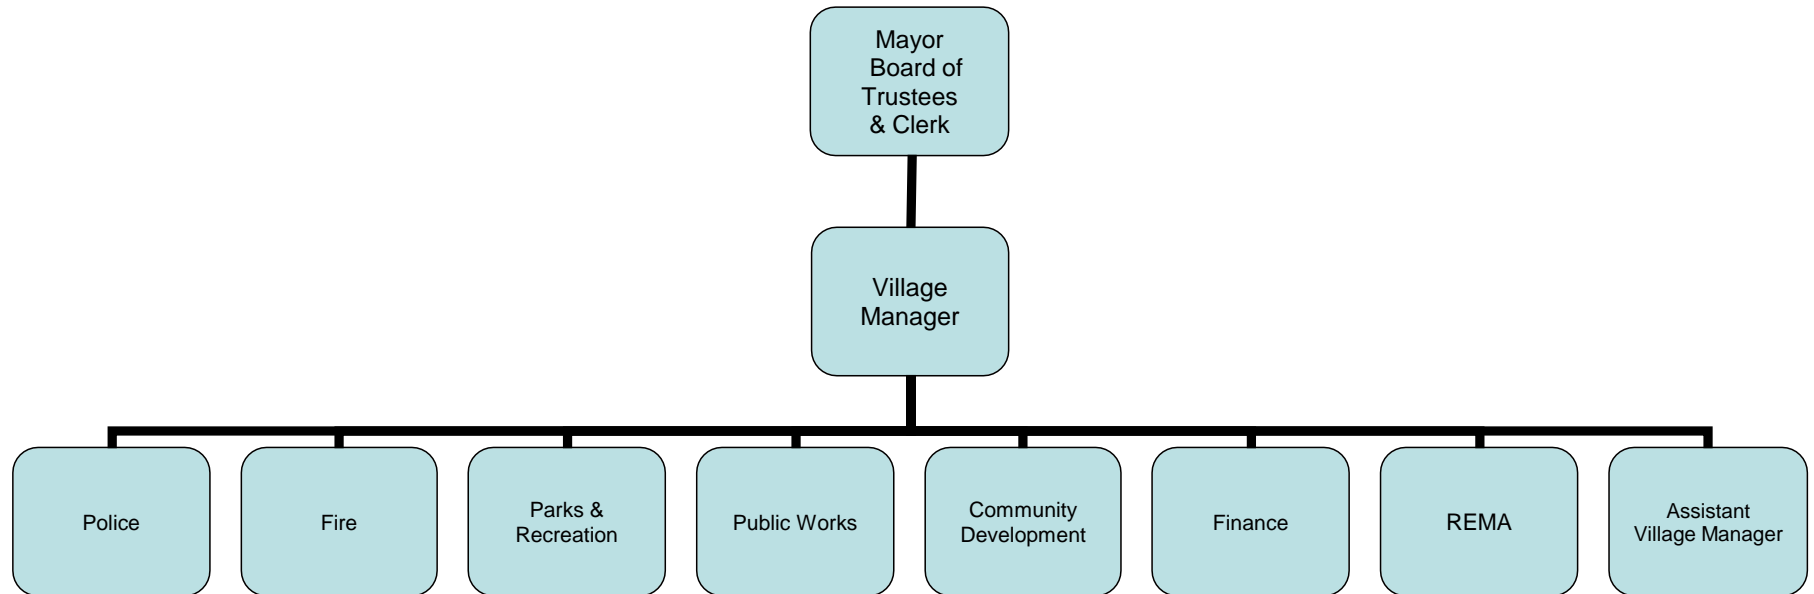 Mayor
Board of
Trustees
& Clerk
Village
Manager
Police
Fire
Parks &
Recreation
Public Works
Community
Development
Finance
REMA
Assistant
Village Manager